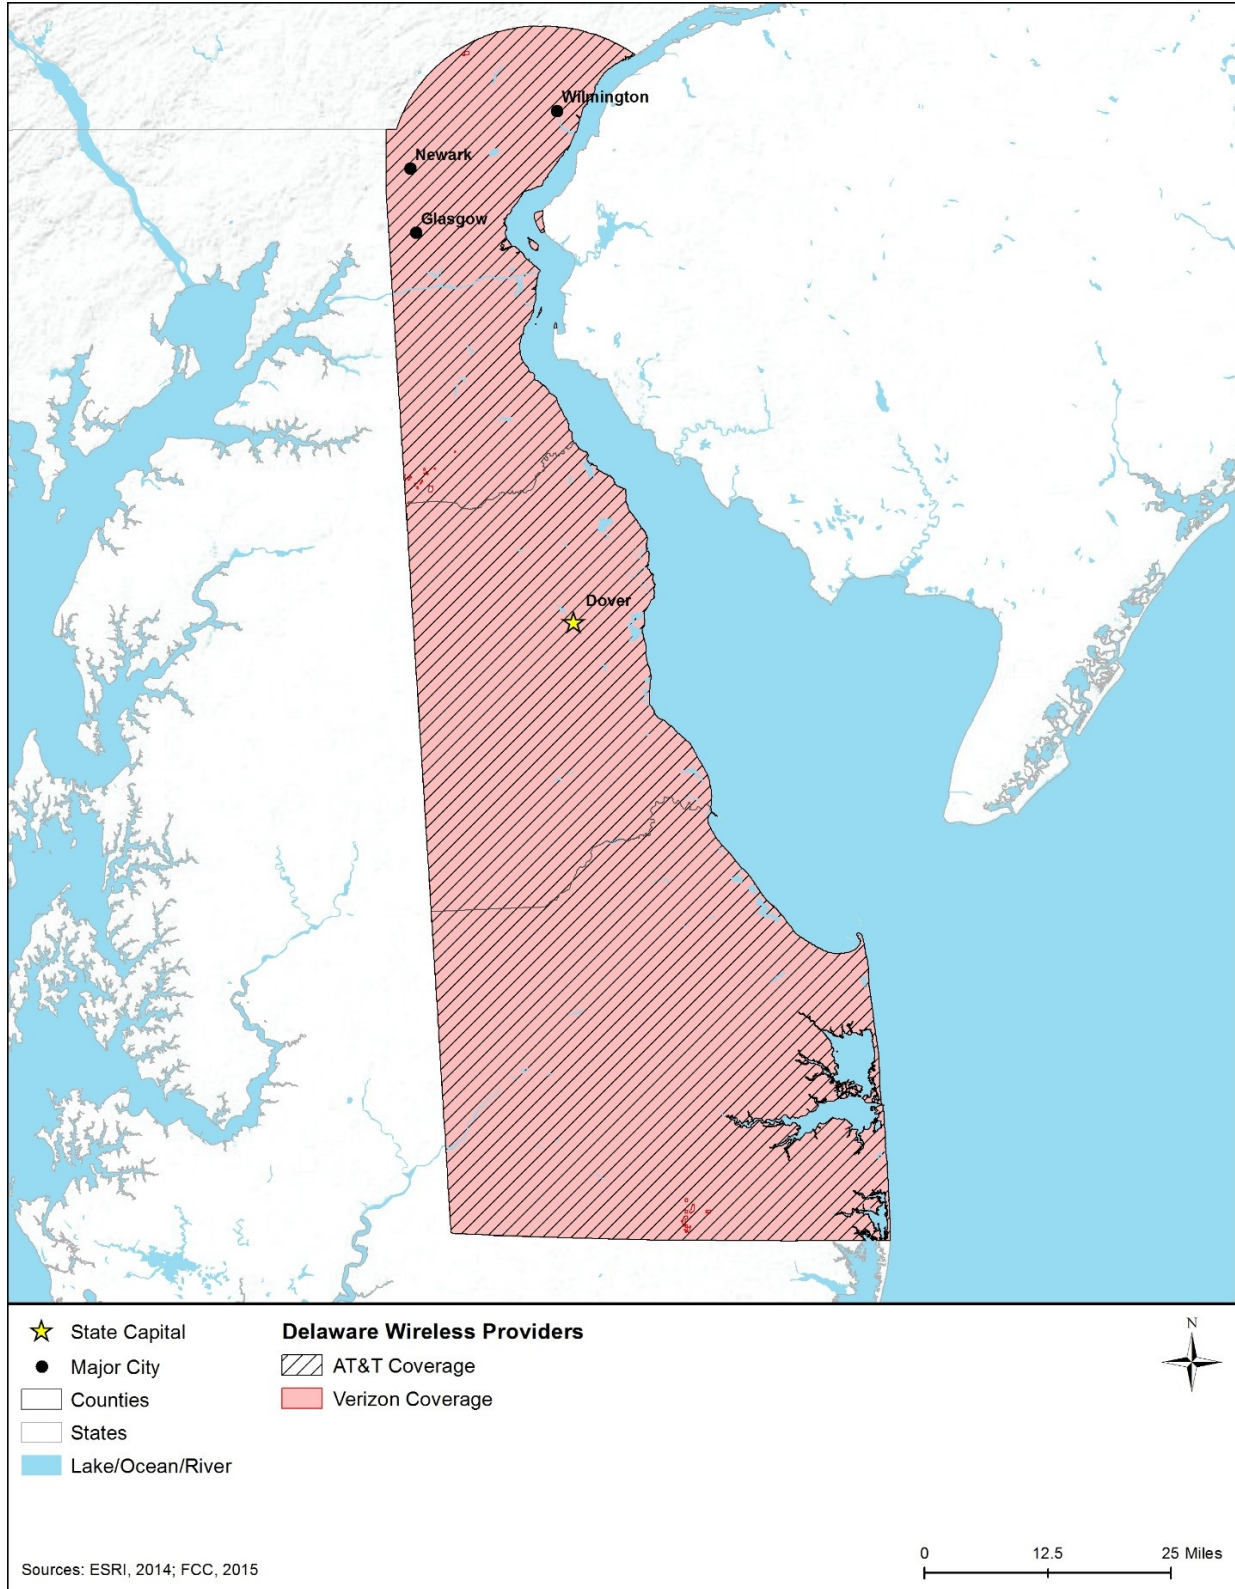 Wilmington
Newark
Glasgow
Dover
State Capital
Major City
Counties
States
Lake/Ocean/River
Delaware Wireless Providers
AT&T Coverage
Verizon Coverage
N
0 12.5 25 Miles
Sources: ESRI, 2014; FCC, 2015